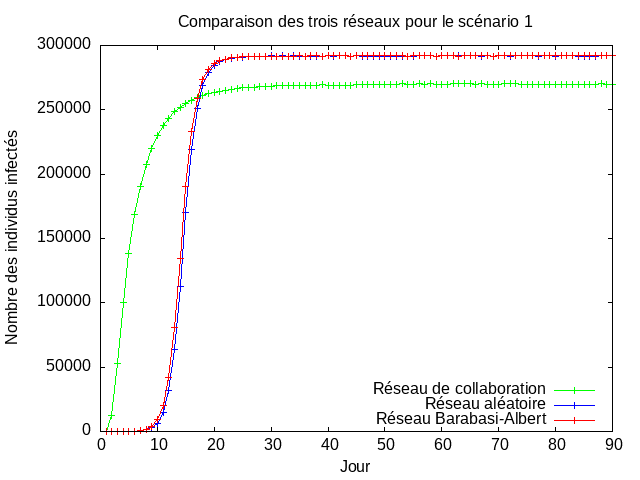 Comparaison des trois réseaux pour le scénario 1
Nombre des individus infectés
300000
250000
200000
150000
100000
50000
0
Réseau de collaboration
Réseau aléatoire
Réseau Barabasi-Albert
0 10 20 30 40 50 60 70 80 90
Jour